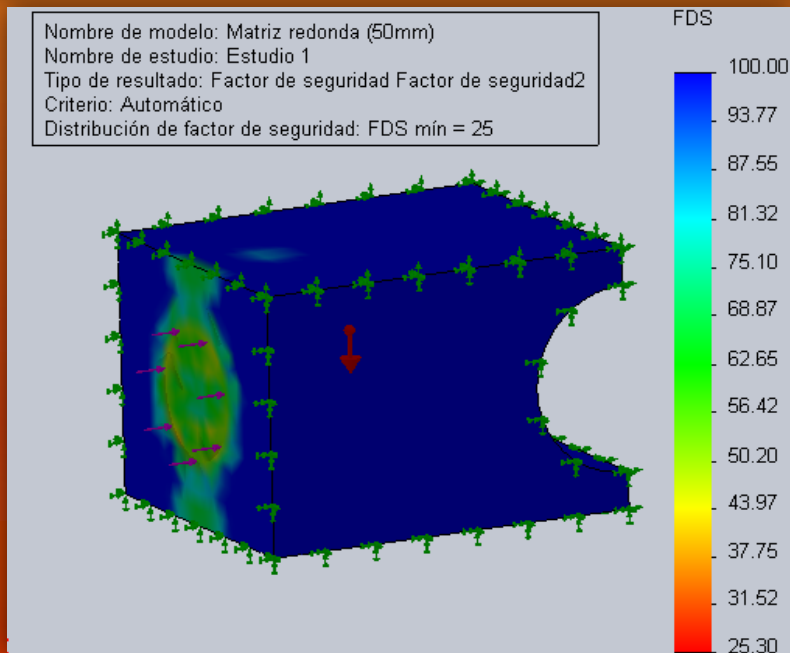 Nombre de modelo: Matriz redonda (50mm)
Nombre de estudio: Estudio 1
Tipo de resultado: Factor de seguridad Factor de seguridad2
Criterio: Automático
Distribución de factor de seguridad: FDS mín = 25
FDS
100.00
93.77
87.55
81.32
75.10
68.87
62.65
56.42
50.20
43.97
37.75
31.52
25.30